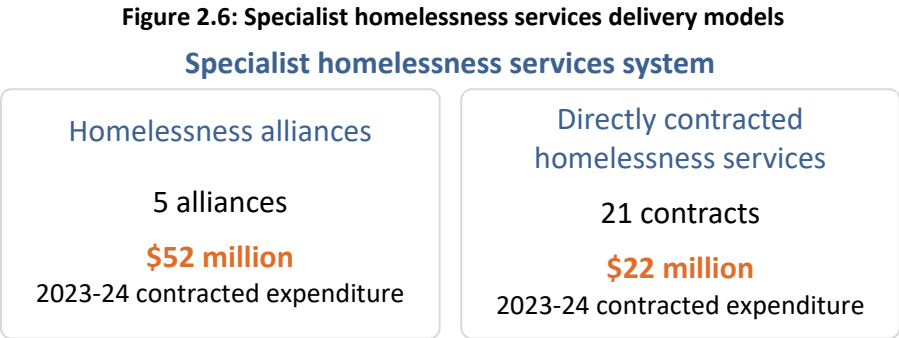 Figure 2.6: Specialist homelessness services delivery models
Specialist homelessness services system
Homelessness alliances
5 alliances
$52 million
2023-24 contracted expenditure
Directly contracted
homelessness services
21 contracts
$22 million
2023-24 contracted expenditure